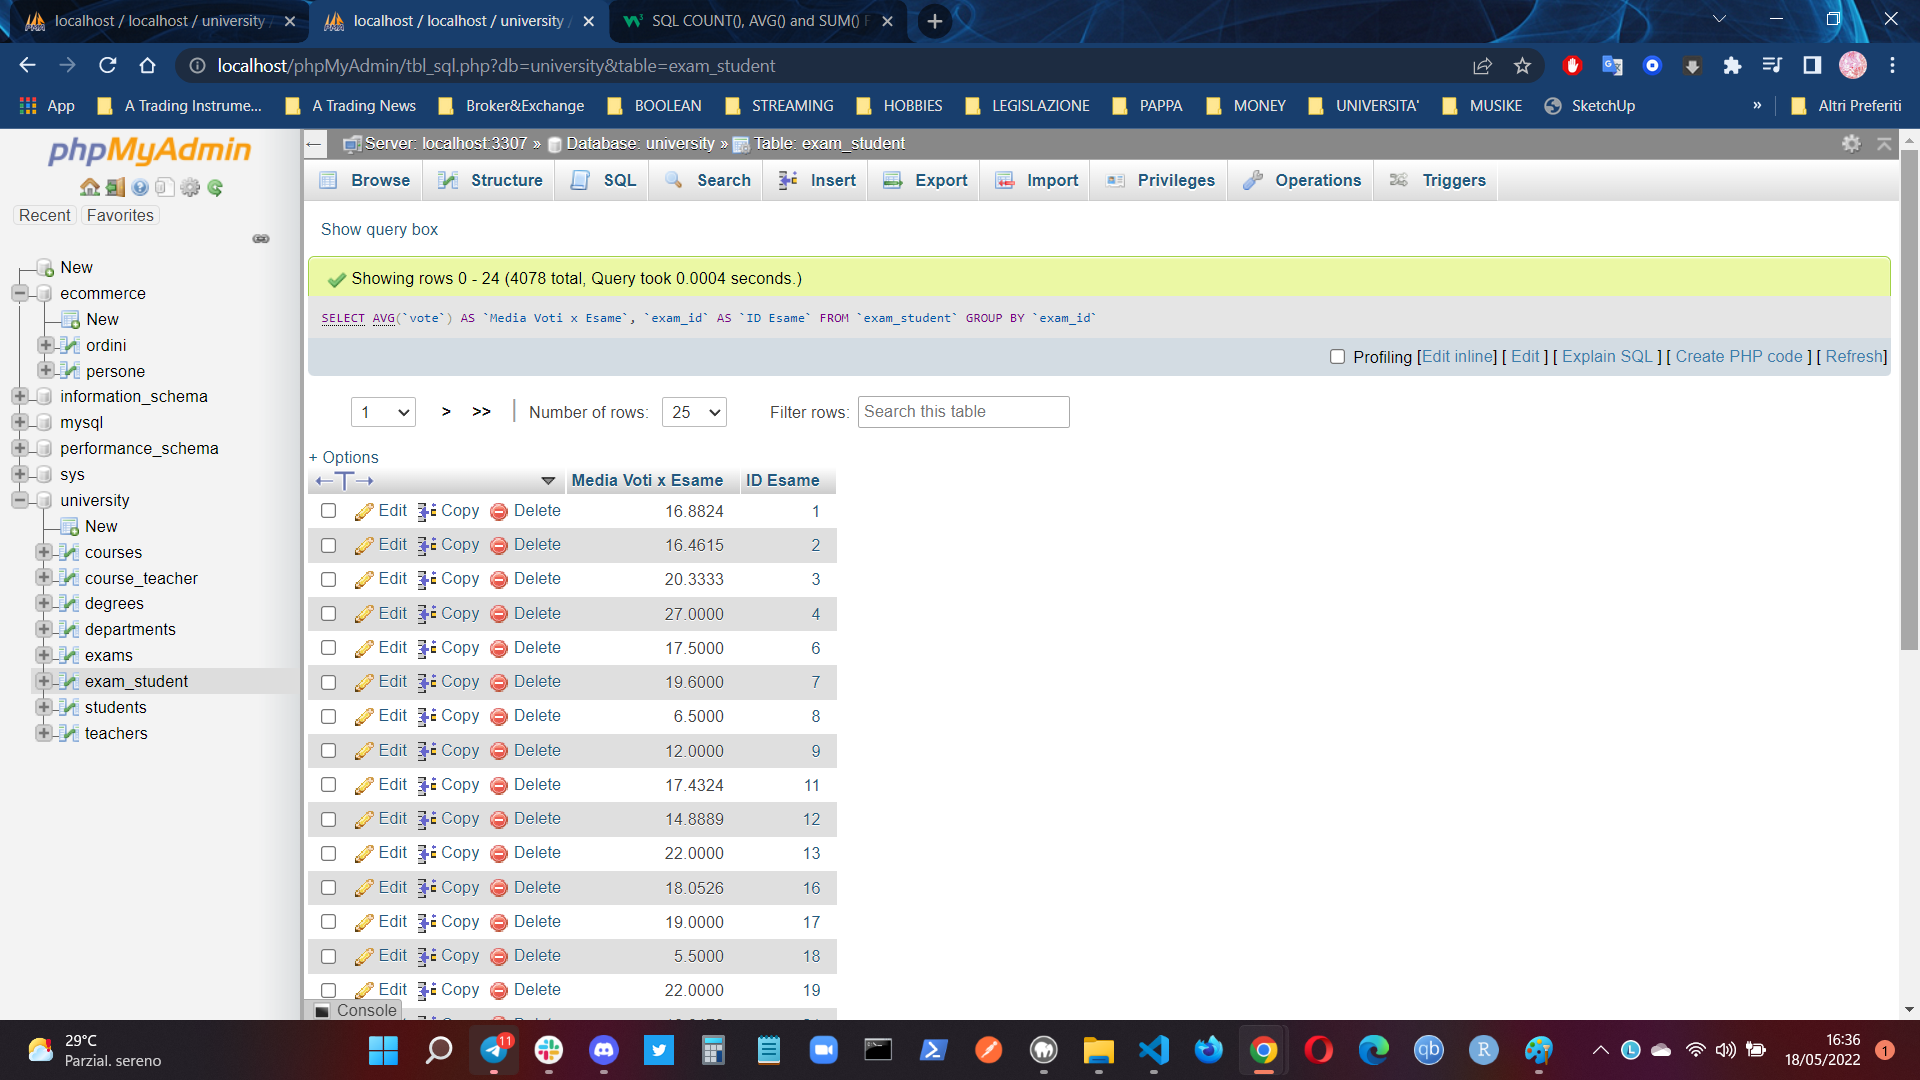 localhost / localhost / university /
localhost / localhost / university /
SQL COUNT(), AVG() and SUM() F
localhost/phpMyAdmin/tbl_sql.php?db=university&table=exam_student
App
A Trading Instrume...
A Trading News
Broker&Exchange
BOOLEAN
STREAMING
HOBBIES
LEGISLAZIONE
PAPPA
MONEY
UNIVERSITA'
MUSIKE
SketchUp
»
Altri Preferiti
phpMyAdmin
Recent
Favorites
New
ecommerce
New
ordini
persone
information_schema
mysql
performance_schema
sys
university
New
courses
course_teacher
degrees
departments
exams
exam_student
students
teachers
Server: localhost:3307 » Database: university » Table: exam_student
Browse
Structure
SQL
Search
Insert
Export
Import
Privileges
Operations
Triggers
Show query box
Showing rows 0 - 24 (4078 total, Query took 0.0004 seconds.)
SELECT AVG(`vote`) AS `Media Voti x Esame`, `exam_id` AS `ID Esame` FROM `exam_student` GROUP BY `exam_id`
Profiling [Edit inline] [ Edit ] [ Explain SQL ] [ Create PHP code ] [ Refresh]
1 > >> | Number of rows: 25 Filter rows: Search this table
+ Options
←T→ Media Voti x Esame ID Esame
Edit Copy Delete 16.8824 1
Edit Copy Delete 16.4615 2
Edit Copy Delete 20.3333 3
Edit Copy Delete 27.0000 4
Edit Copy Delete 17.5000 6
Edit Copy Delete 19.6000 7
Edit Copy Delete 6.5000 8
Edit Copy Delete 12.0000 9
Edit Copy Delete 17.4324 11
Edit Copy Delete 14.8889 12
Edit Copy Delete 22.0000 13
Edit Copy Delete 18.0526 16
Edit Copy Delete 19.0000 17
Edit Copy Delete 5.5000 18
Edit Copy Delete 22.0000 19
Console
29°C
Parzial. sereno
11
qb
R
L
16:36
18/05/2022
1